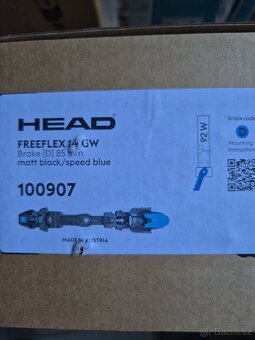 HEAD
FREEFLEX 14 GW
Brake [D] 85 mm
matt black/speed blue
100907
MADE IN AUSTRIA
Brake code
D
Mounting
instruction
92 W